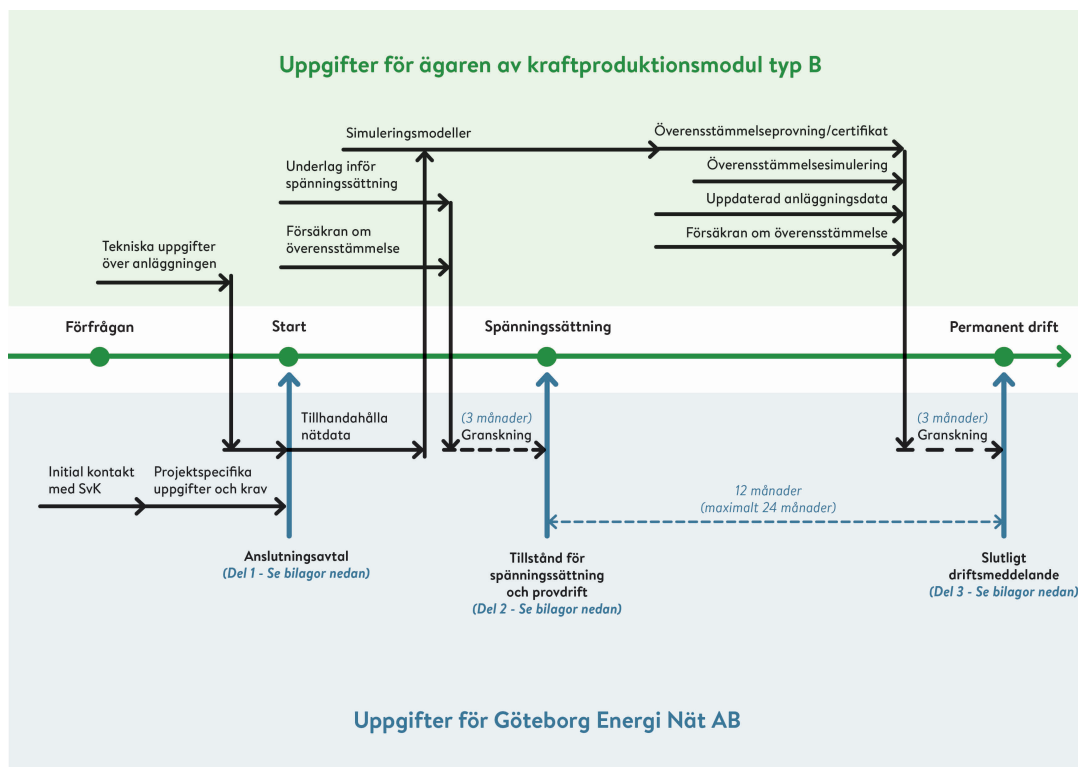 Uppgifter för ägaren av kraftproduktionsmodul typ B
Simuleringsmodeller
Överensstämmelseprovning/certifikat
Underlag inför
spänningssättning
Överensstämmelsesimulering
Uppdaterad anläggningsdata
Försäkran om
överensstämmelse
Försäkran om överensstämmelse
Tekniska uppgifter
över anläggningen
Förfrågan
Start
Spänningssättning
Permanent drift
Tillhandahålla
nätdata
(3 månader)
Granskning
(3 månader)
Granskning
Initial kontakt
med SvK
Projektspecifika
uppgifter och krav
12 månader
(maximalt 24 månader)
Anslutningsavtal
(Del 1 - Se bilagor nedan)
Tillstånd för
spänningssättning
och provdrift
(Del 2 - Se bilagor nedan)
Slutligt
driftsmeddelande
(Del 3 - Se bilagor nedan)
Uppgifter för Göteborg Energi Nät AB